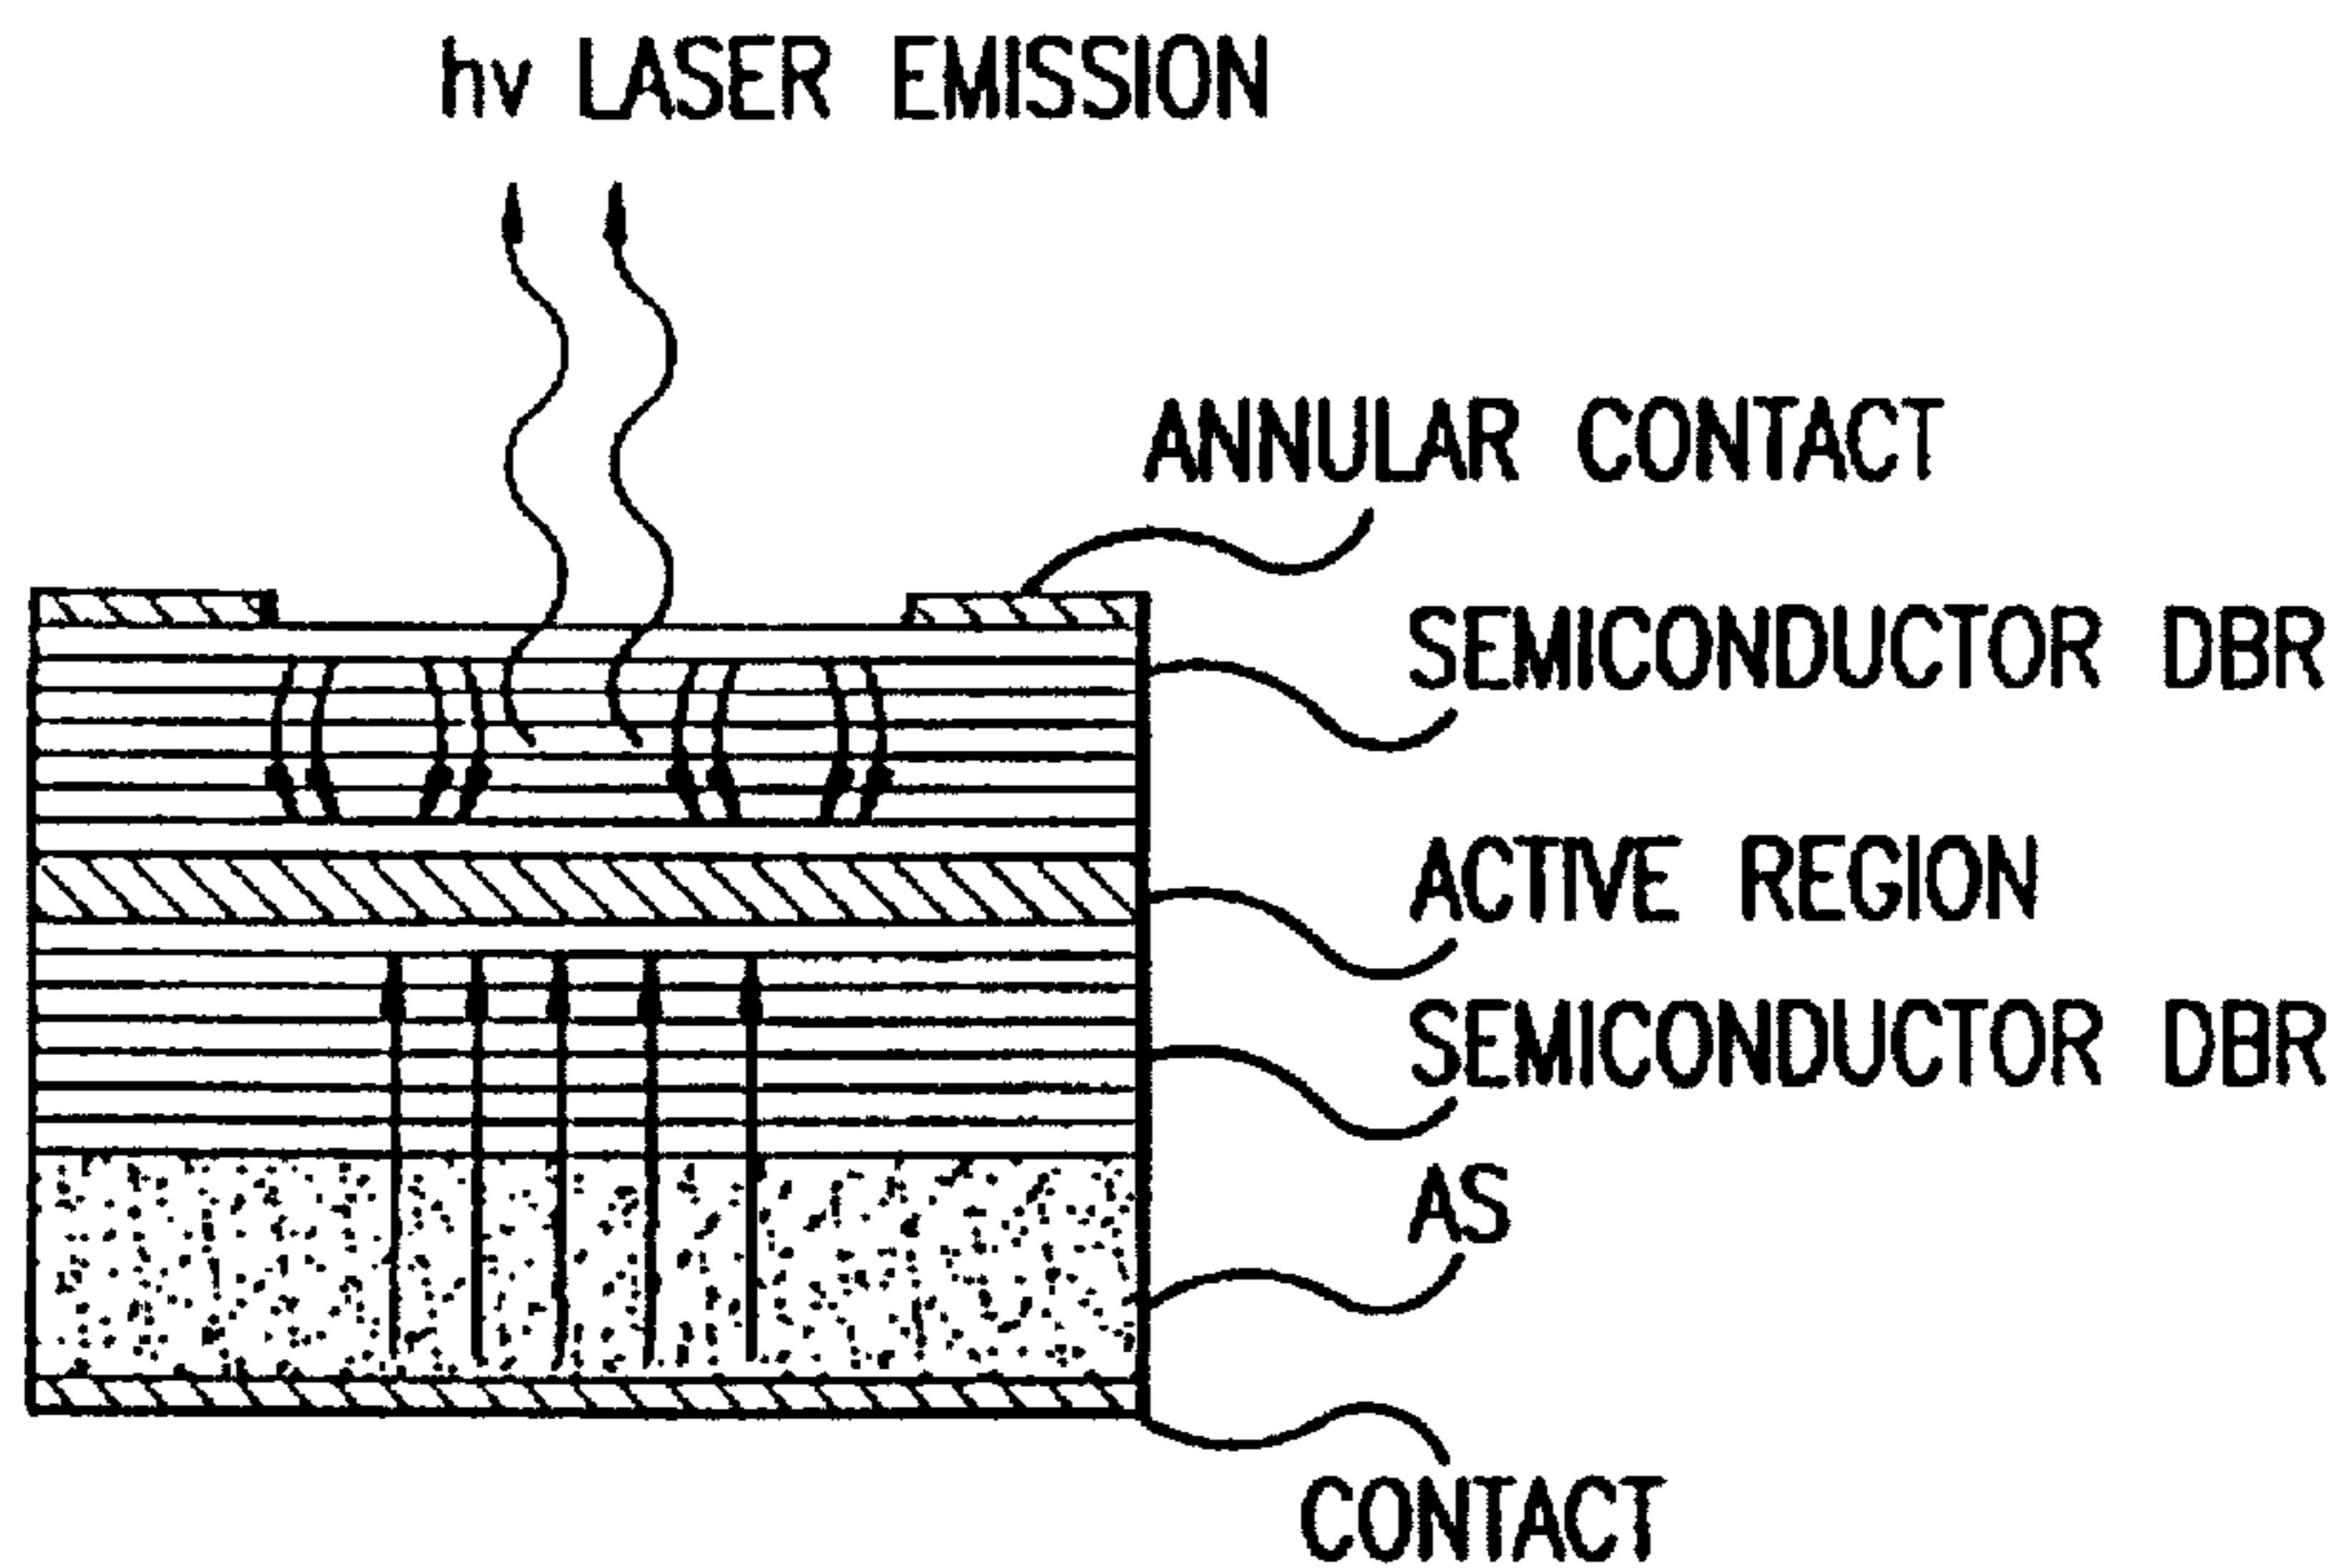 hv LASER EMISSION
ANNULAR CONTACT
SEMICONDUCTOR DBR
ACTIVE REGION
SEMICONDUCTOR DBR
AS
CONTACT